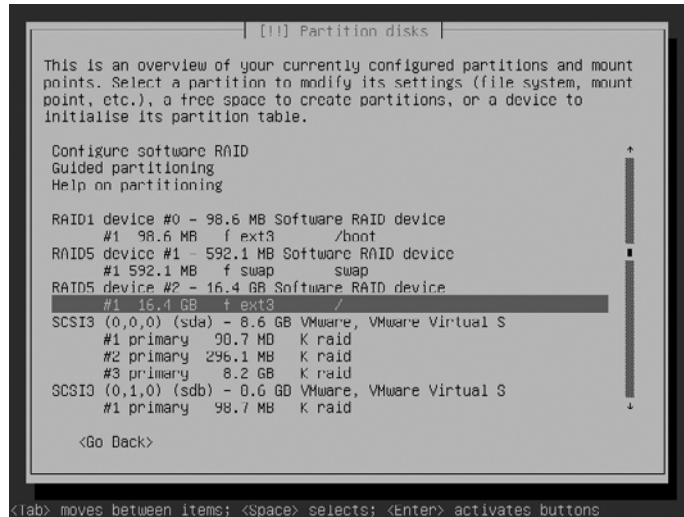 [!!] Partition disks
This is an overview of your currently configured partitions and mount
points. Select a partition to modify its settings (file system, mount
point, etc.), a free space to create partitions, or a device to
initialise its partition table.
Configure software RAID
Guided partitioning
Help on partitioning
RAID1 device #0 - 98.6 MB Software RAID device
#1 98.6 MB f ext3 /boot
RAID5 device #1 - 592.1 MB Software RAID device
#1 592.1 MB f swap swap
RAID5 device #2 - 16.4 GB Software RAID device
#1 16.4 GB f ext3 /
SCSI3 (0,0,0) (sda) - 8.6 GB VMware, VMware Virtual S
#1 primary 98.7 MB K raid
#2 primary 296.1 MB K raid
#3 primary 8.2 GB K raid
SCSI3 (0,1,0) (sdb) - 8.6 GB VMware, VMware Virtual S
#1 primary 98.7 MB K raid
<Go Back>
<Tab> moves between items; <Space> selects; <Enter> activates buttons